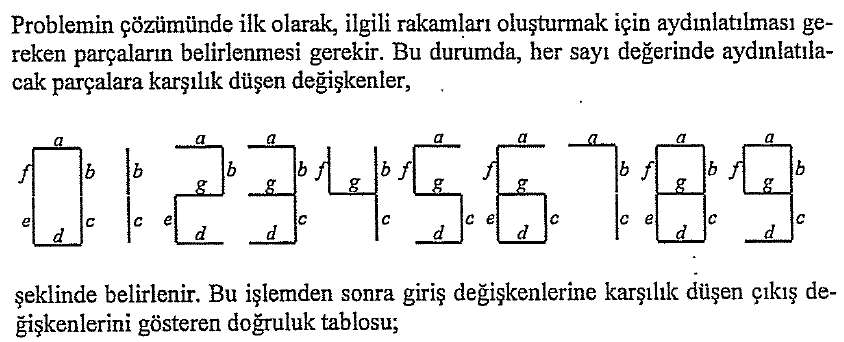 Problemin çözümünde ilk olarak, ilgili rakamları oluşturmak için aydınlatılması ge-
reken parçaların belirlenmesi gerekir. Bu durumda, her sayı değerinde aydınlatıla-
cak parçalara karşılık düşen değişkenler,
a a a a a a a a
f b b b b f b f f b f b f b
g g g g g g g
e c c e c c c e c c e c c
d d d d d d d
şeklinde belirlenir. Bu işlemden sonra giriş değişkenlerine karşılık düşen çıkış de-
ğişkenlerini gösteren doğruluk tablosu;